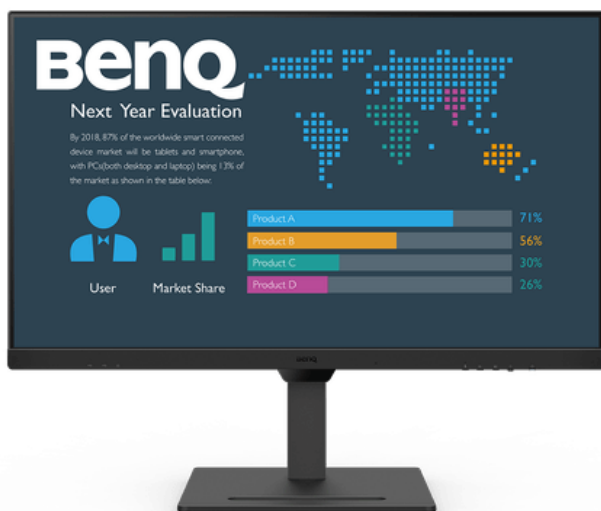 BenQ
Next Year Evaluation
By 2018, 87% of the worldwide smart connected
device market will be tablets and smartphone,
with PCs(both desktop and laptop) being 13% of
the market as shown in the table below:
Product A 71%
Product B 56%
Product C 30%
Product D 26%
User Market Share
BenQ